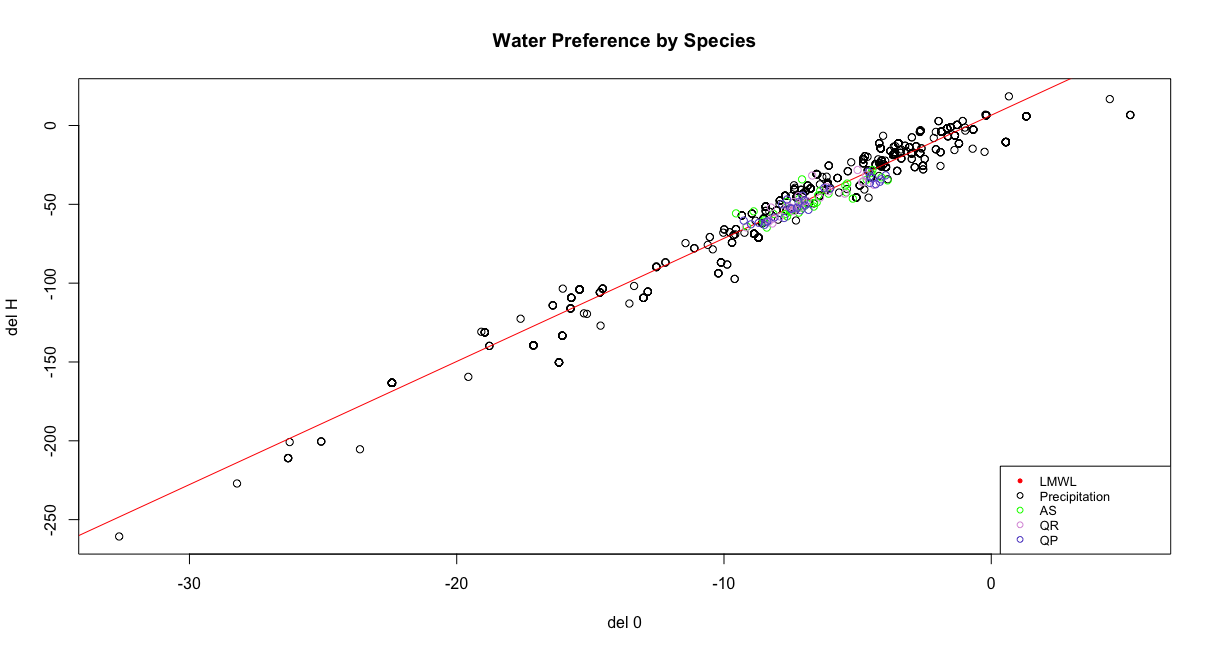 Water Preference by Species
del H
0
-50
-100
-150
-200
-250
-30
-20
-10
0
del 0
LMWL
Precipitation
AS
QR
QP